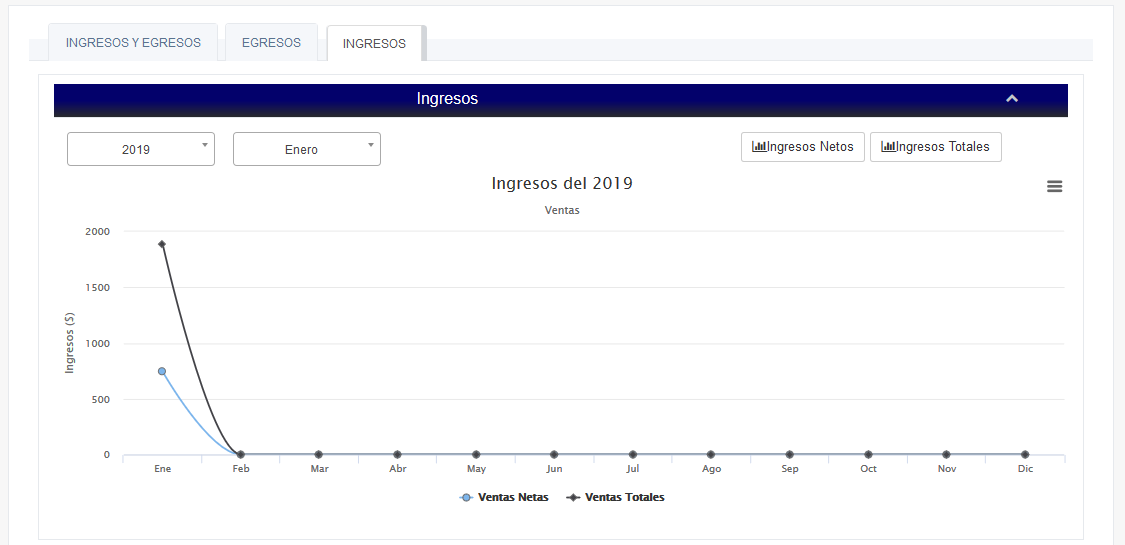 INGRESOS Y EGRESOS EGRESOS INGRESOS
Ingresos
2019 Enero Ingresos Netos Ingresos Totales
Ingresos del 2019
Ventas
2000
1500
1000
500
0
Ingresos ($)
Ene Feb Mar Abr May Jun Jul Ago Sep Oct Nov Dic
Ventas Netas Ventas Totales